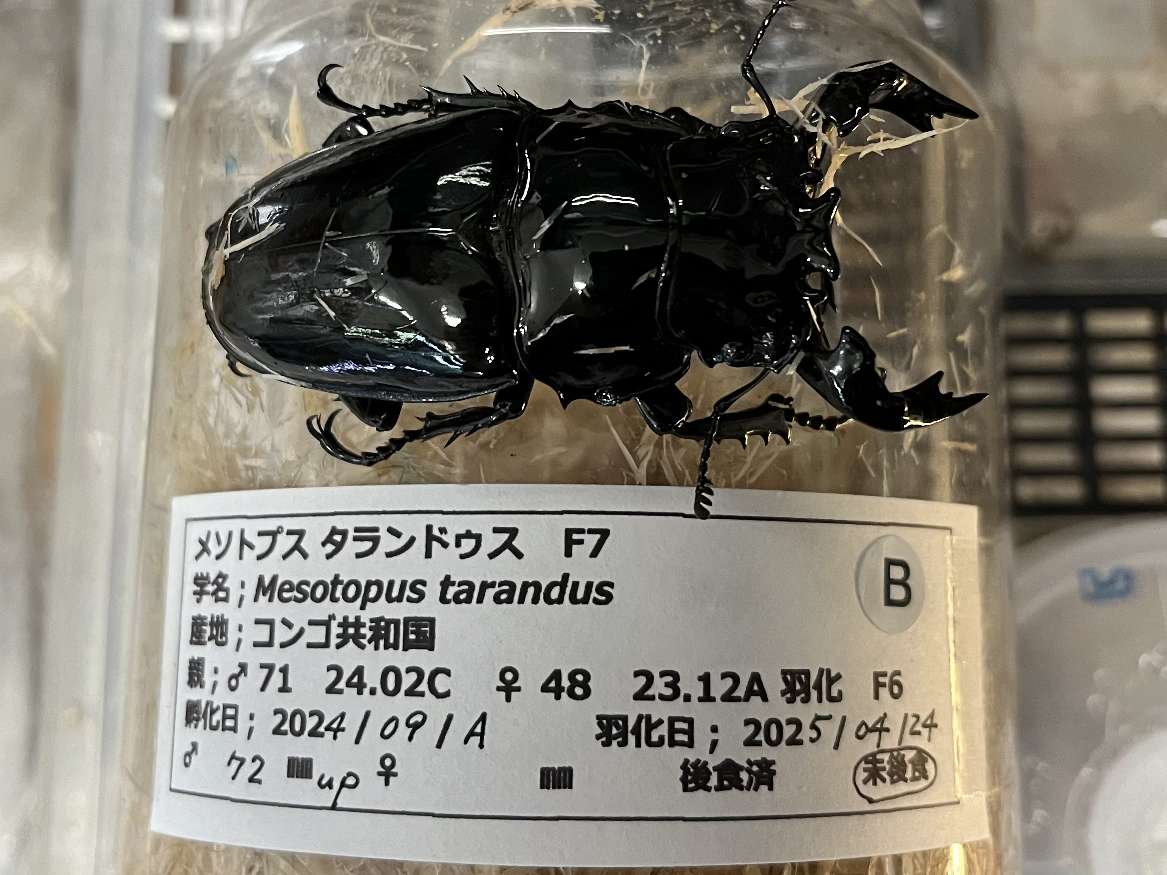 メソトプス タランドゥス F7
B
学名；Mesotopus tarandus
産地；コンゴ共和国
親；♂71 24.02C ♀48 23.12A 羽化 F6
孵化日；2024/09/A 羽化日；2025/04/24
♂ 72 ㎜up ♀ ㎜ 後食済 未後食